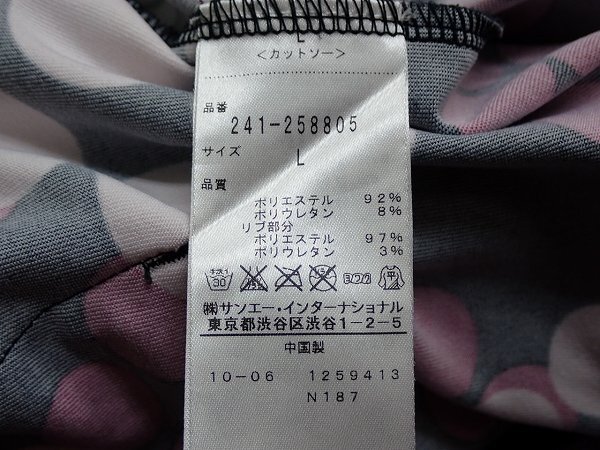 L
<カットソー>
品番
241-258805
サイズ
L
品質
ポリエステル 92%
ポリウレタン 8%
リブ部分
ポリエステル 97%
ポリウレタン 3%
30 ヨワク 平
㈱サンエー・インターナショナル
東京都渋谷区渋谷1-2-5
中国製
10-06 1259413
N187